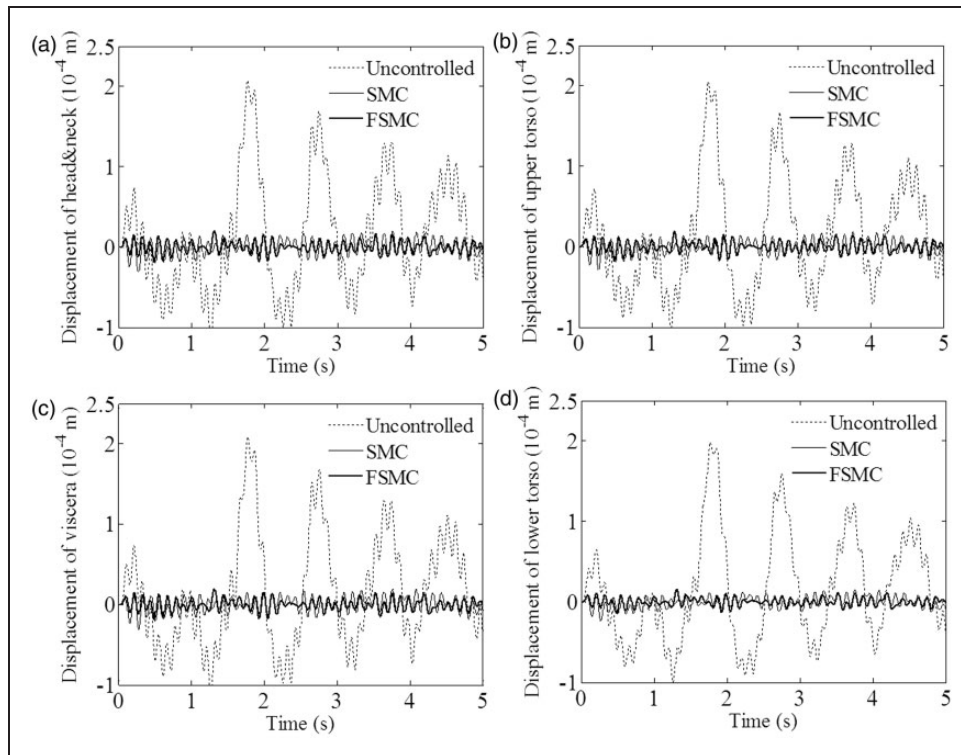 (a)
Displacement of head&neck (10⁻⁴ m)
2.5
2
1
0
-1
Uncontrolled
SMC
FSMC
0 1 2 3 4 5
Time (s)
(b)
Displacement of upper torso (10⁻⁴ m)
2.5
2
1
0
-1
Uncontrolled
SMC
FSMC
0 1 2 3 4 5
Time (s)
(c)
Displacement of viscera (10⁻⁴ m)
2.5
2
1
0
-1
Uncontrolled
SMC
FSMC
0 1 2 3 4 5
Time (s)
(d)
Displacement of lower torso (10⁻⁴ m)
2.5
2
1
0
-1
Uncontrolled
SMC
FSMC
0 1 2 3 4 5
Time (s)